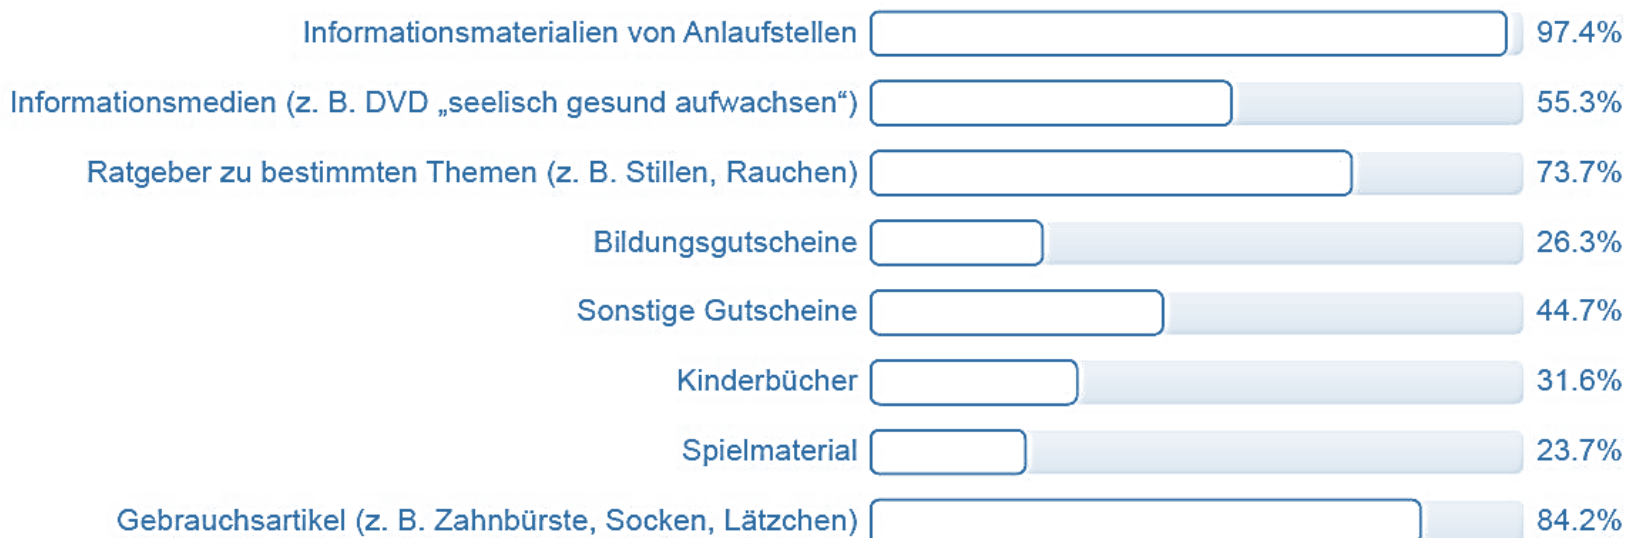 Informationsmaterialien von Anlaufstellen 97.4%
Informationsmedien (z. B. DVD „seelisch gesund aufwachsen“) 55.3%
Ratgeber zu bestimmten Themen (z. B. Stillen, Rauchen) 73.7%
Bildungsgutscheine 26.3%
Sonstige Gutscheine 44.7%
Kinderbücher 31.6%
Spielmaterial 23.7%
Gebrauchsartikel (z. B. Zahnbürste, Socken, Lätzchen) 84.2%